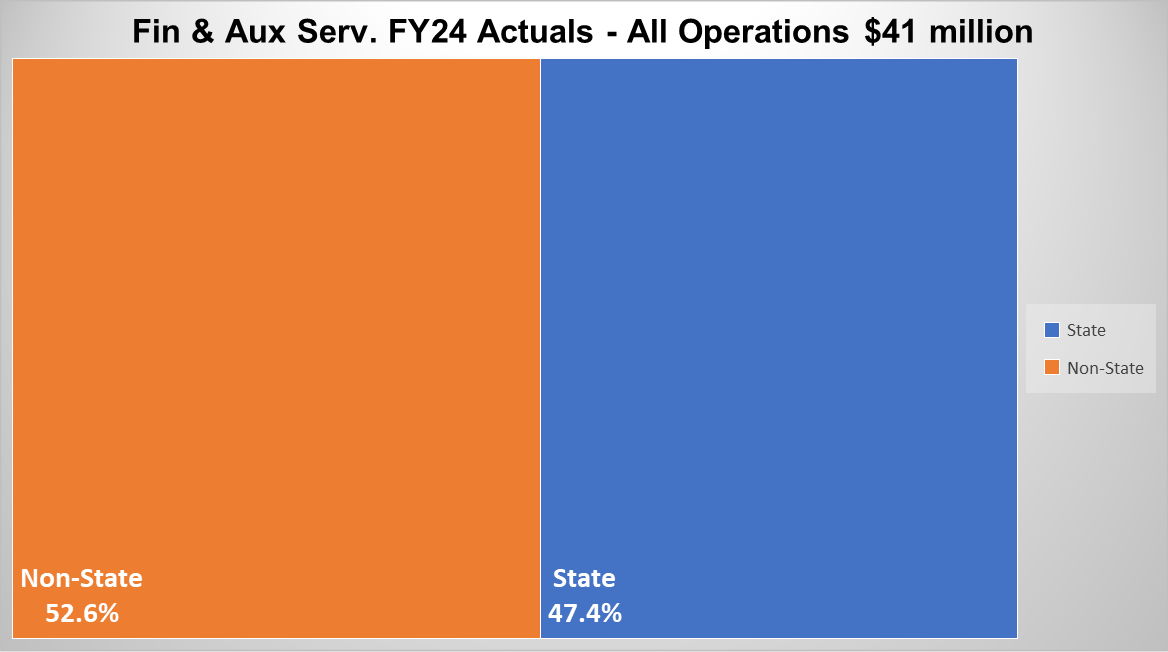 Fin & Aux Serv. FY24 Actuals - All Operations $41 million
Non-State
52.6%
State
47.4%
State
Non-State